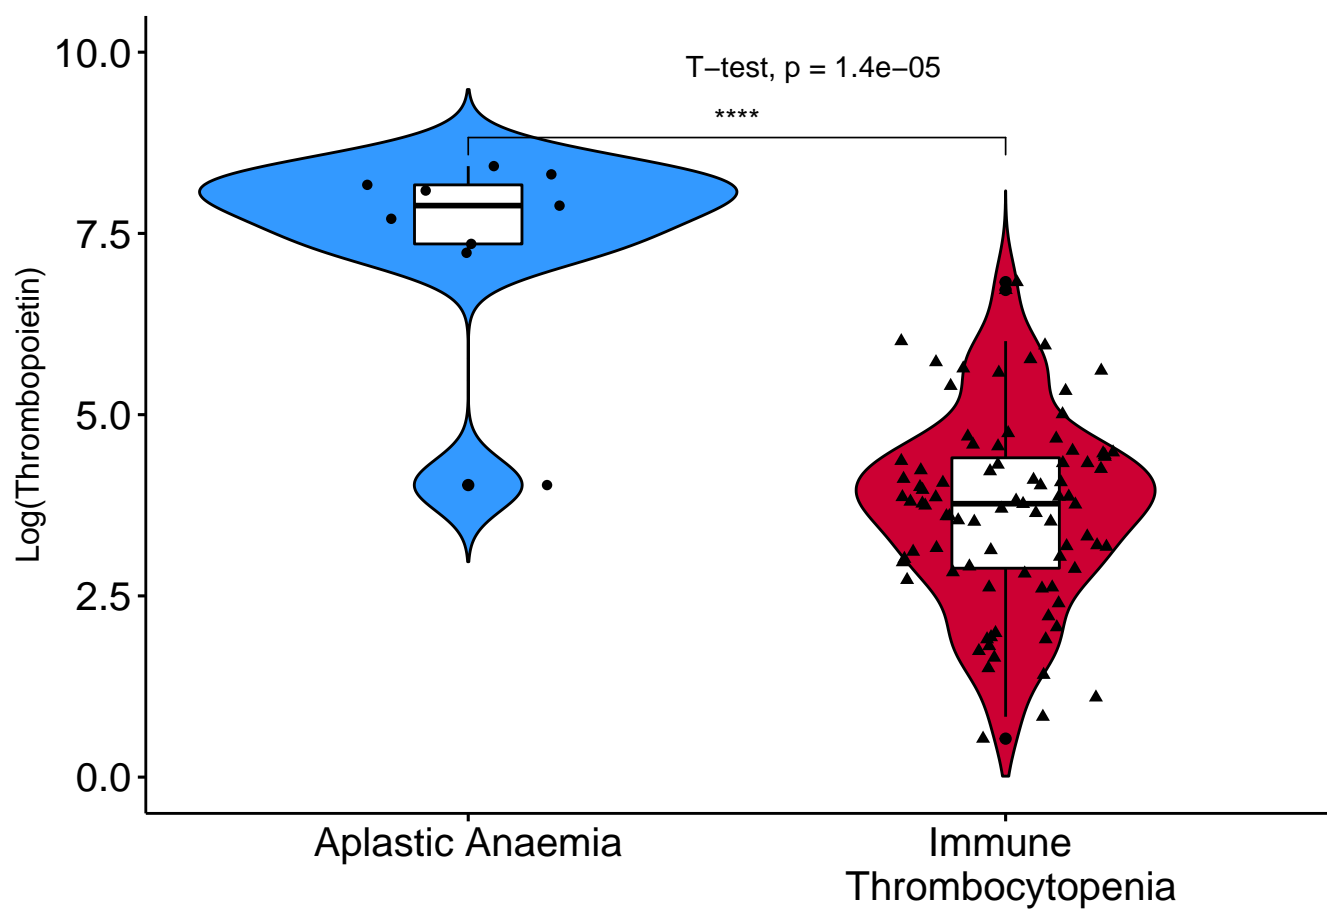 10.0
T−test, p = 1.4e−05
****
7.5
Log(Thrombopoietin)
5.0
2.5
0.0
Aplastic Anaemia
Immune
Thrombocytopenia